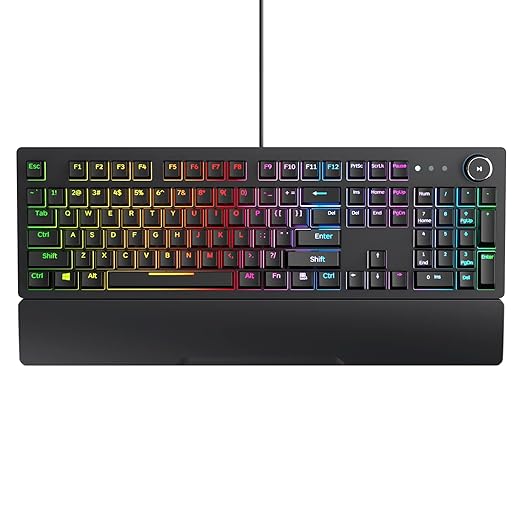 Esc F1 F2 F3 F4 F5 F6 F7 F8 F9 F10 F11 F12 PrtSc ScrLk Pause
~` 1! 2@ 3# 4$ 5% 6^ 7& 8* 9( 0) -_ =+ ← Ins Home PgUp Num / * -
Tab Q W E R T Y U I O P {[ }] Del Del End PgDn 7 Home 8 9 PgUp +
Ctrl A S D F G H J K L :; "' Enter 4 5 6
Shift Z X C V B N M <, >. ?/ Shift ↑ 1 End 2 3 PgDn Enter
Ctrl Alt Alt Fn Ctrl ← ↓ → 0 Ins Del